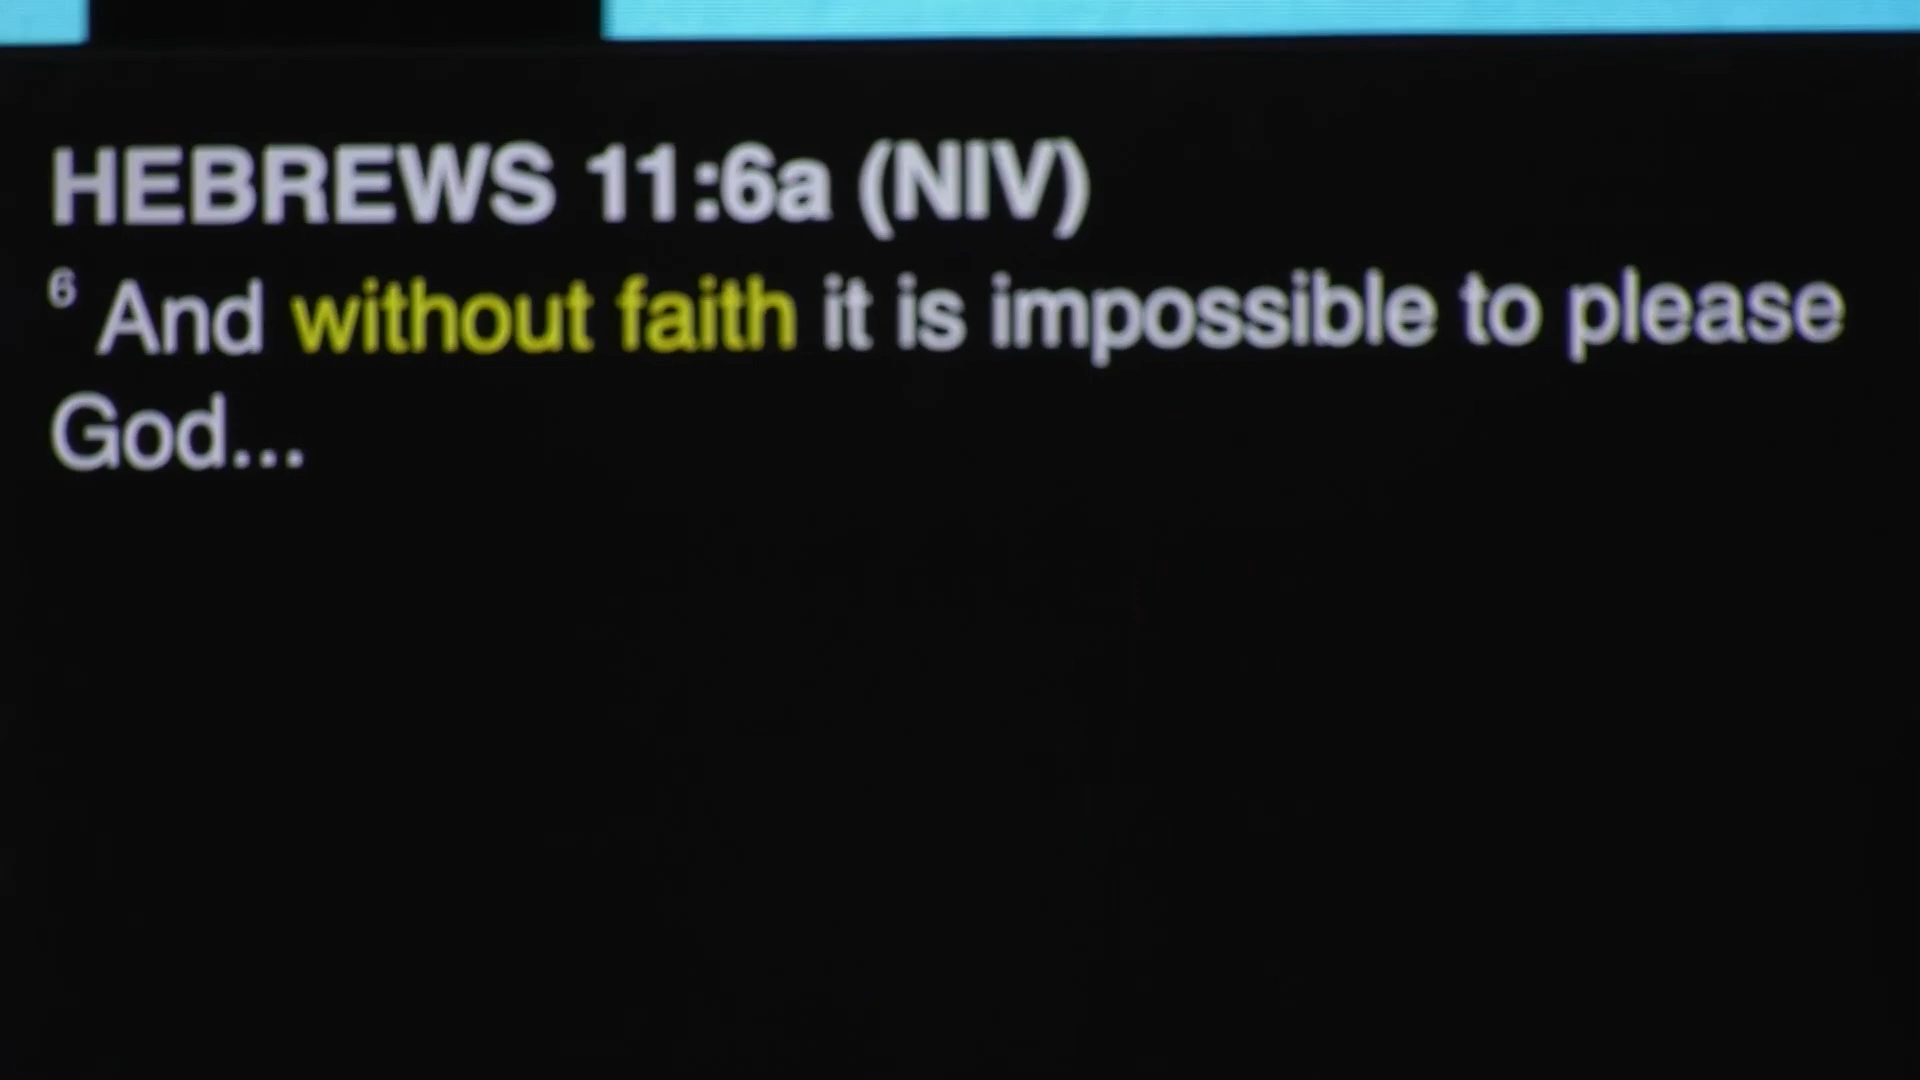 HEBREWS 11:6a (NIV)
6 And without faith it is impossible to please
God...